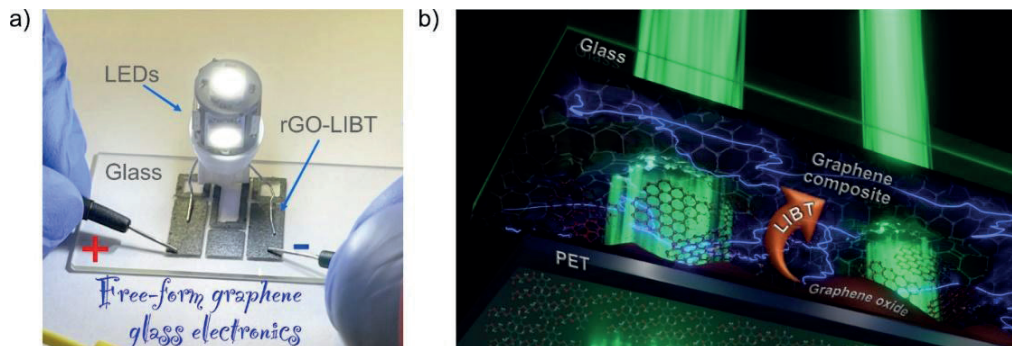 a)
LEDs
rGO-LIBT
Glass
+
-
Free-form graphene
glass electronics
b)
Glass
Graphene
composite
LIBT
PET
Graphene oxide